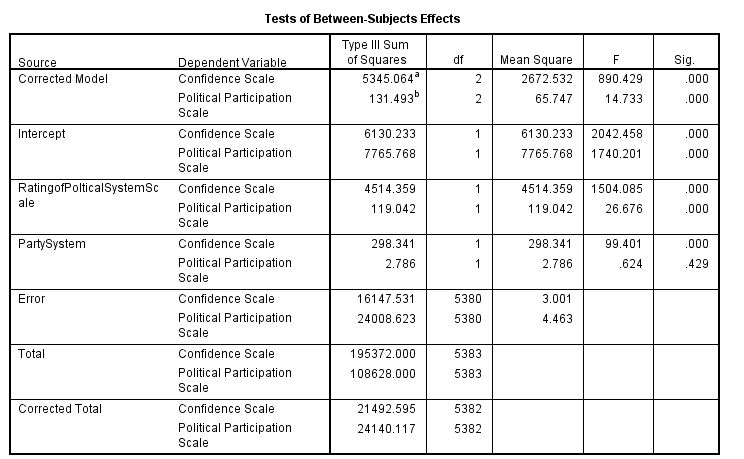 Tests of Between-Subjects Effects
Source Dependent Variable Type III Sum of Squares df Mean Square F Sig.
Corrected Model Confidence Scale 5345.064a 2 2672.532 890.429 .000
Political Participation Scale 131.493b 2 65.747 14.733 .000
Intercept Confidence Scale 6130.233 1 6130.233 2042.458 .000
Political Participation Scale 7765.768 1 7765.768 1740.201 .000
RatingofPolticalSystemScale Confidence Scale 4514.359 1 4514.359 1504.085 .000
Political Participation Scale 119.042 1 119.042 26.676 .000
PartySystem Confidence Scale 298.341 1 298.341 99.401 .000
Political Participation Scale 2.786 1 2.786 .624 .429
Error Confidence Scale 16147.531 5380 3.001
Political Participation Scale 24008.623 5380 4.463
Total Confidence Scale 195372.000 5383
Political Participation Scale 108628.000 5383
Corrected Total Confidence Scale 21492.595 5382
Political Participation Scale 24140.117 5382